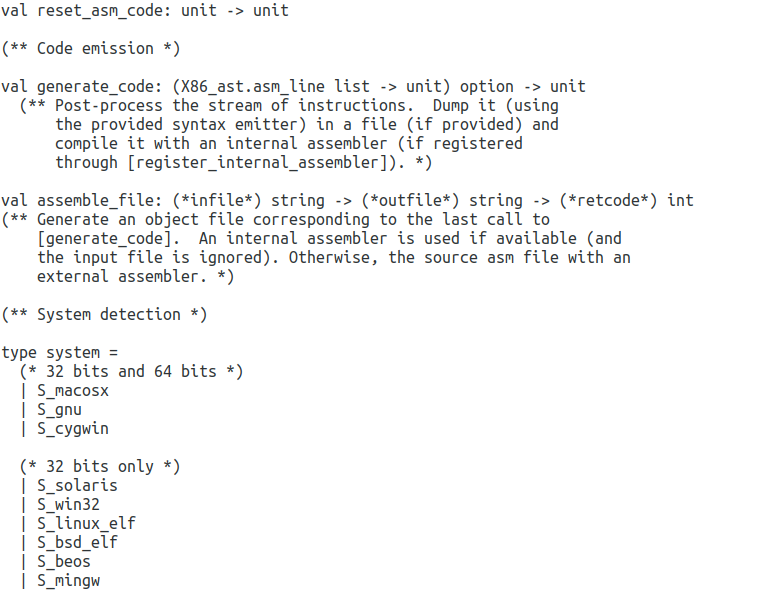 val reset_asm_code: unit -> unit

(** Code emission *)

val generate_code: (X86_ast.asm_line list -> unit) option -> unit
  (** Post-process the stream of instructions.  Dump it (using
      the provided syntax emitter) in a file (if provided) and
      compile it with an internal assembler (if registered
      through [register_internal_assembler]). *)

val assemble_file: (*infile*) string -> (*outfile*) string -> (*retcode*) int
(** Generate an object file corresponding to the last call to
    [generate_code].  An internal assembler is used if available (and
    the input file is ignored). Otherwise, the source asm file with an
    external assembler. *)

(** System detection *)

type system =
  (* 32 bits and 64 bits *)
  | S_macosx
  | S_gnu
  | S_cygwin

  (* 32 bits only *)
  | S_solaris
  | S_win32
  | S_linux_elf
  | S_bsd_elf
  | S_beos
  | S_mingw